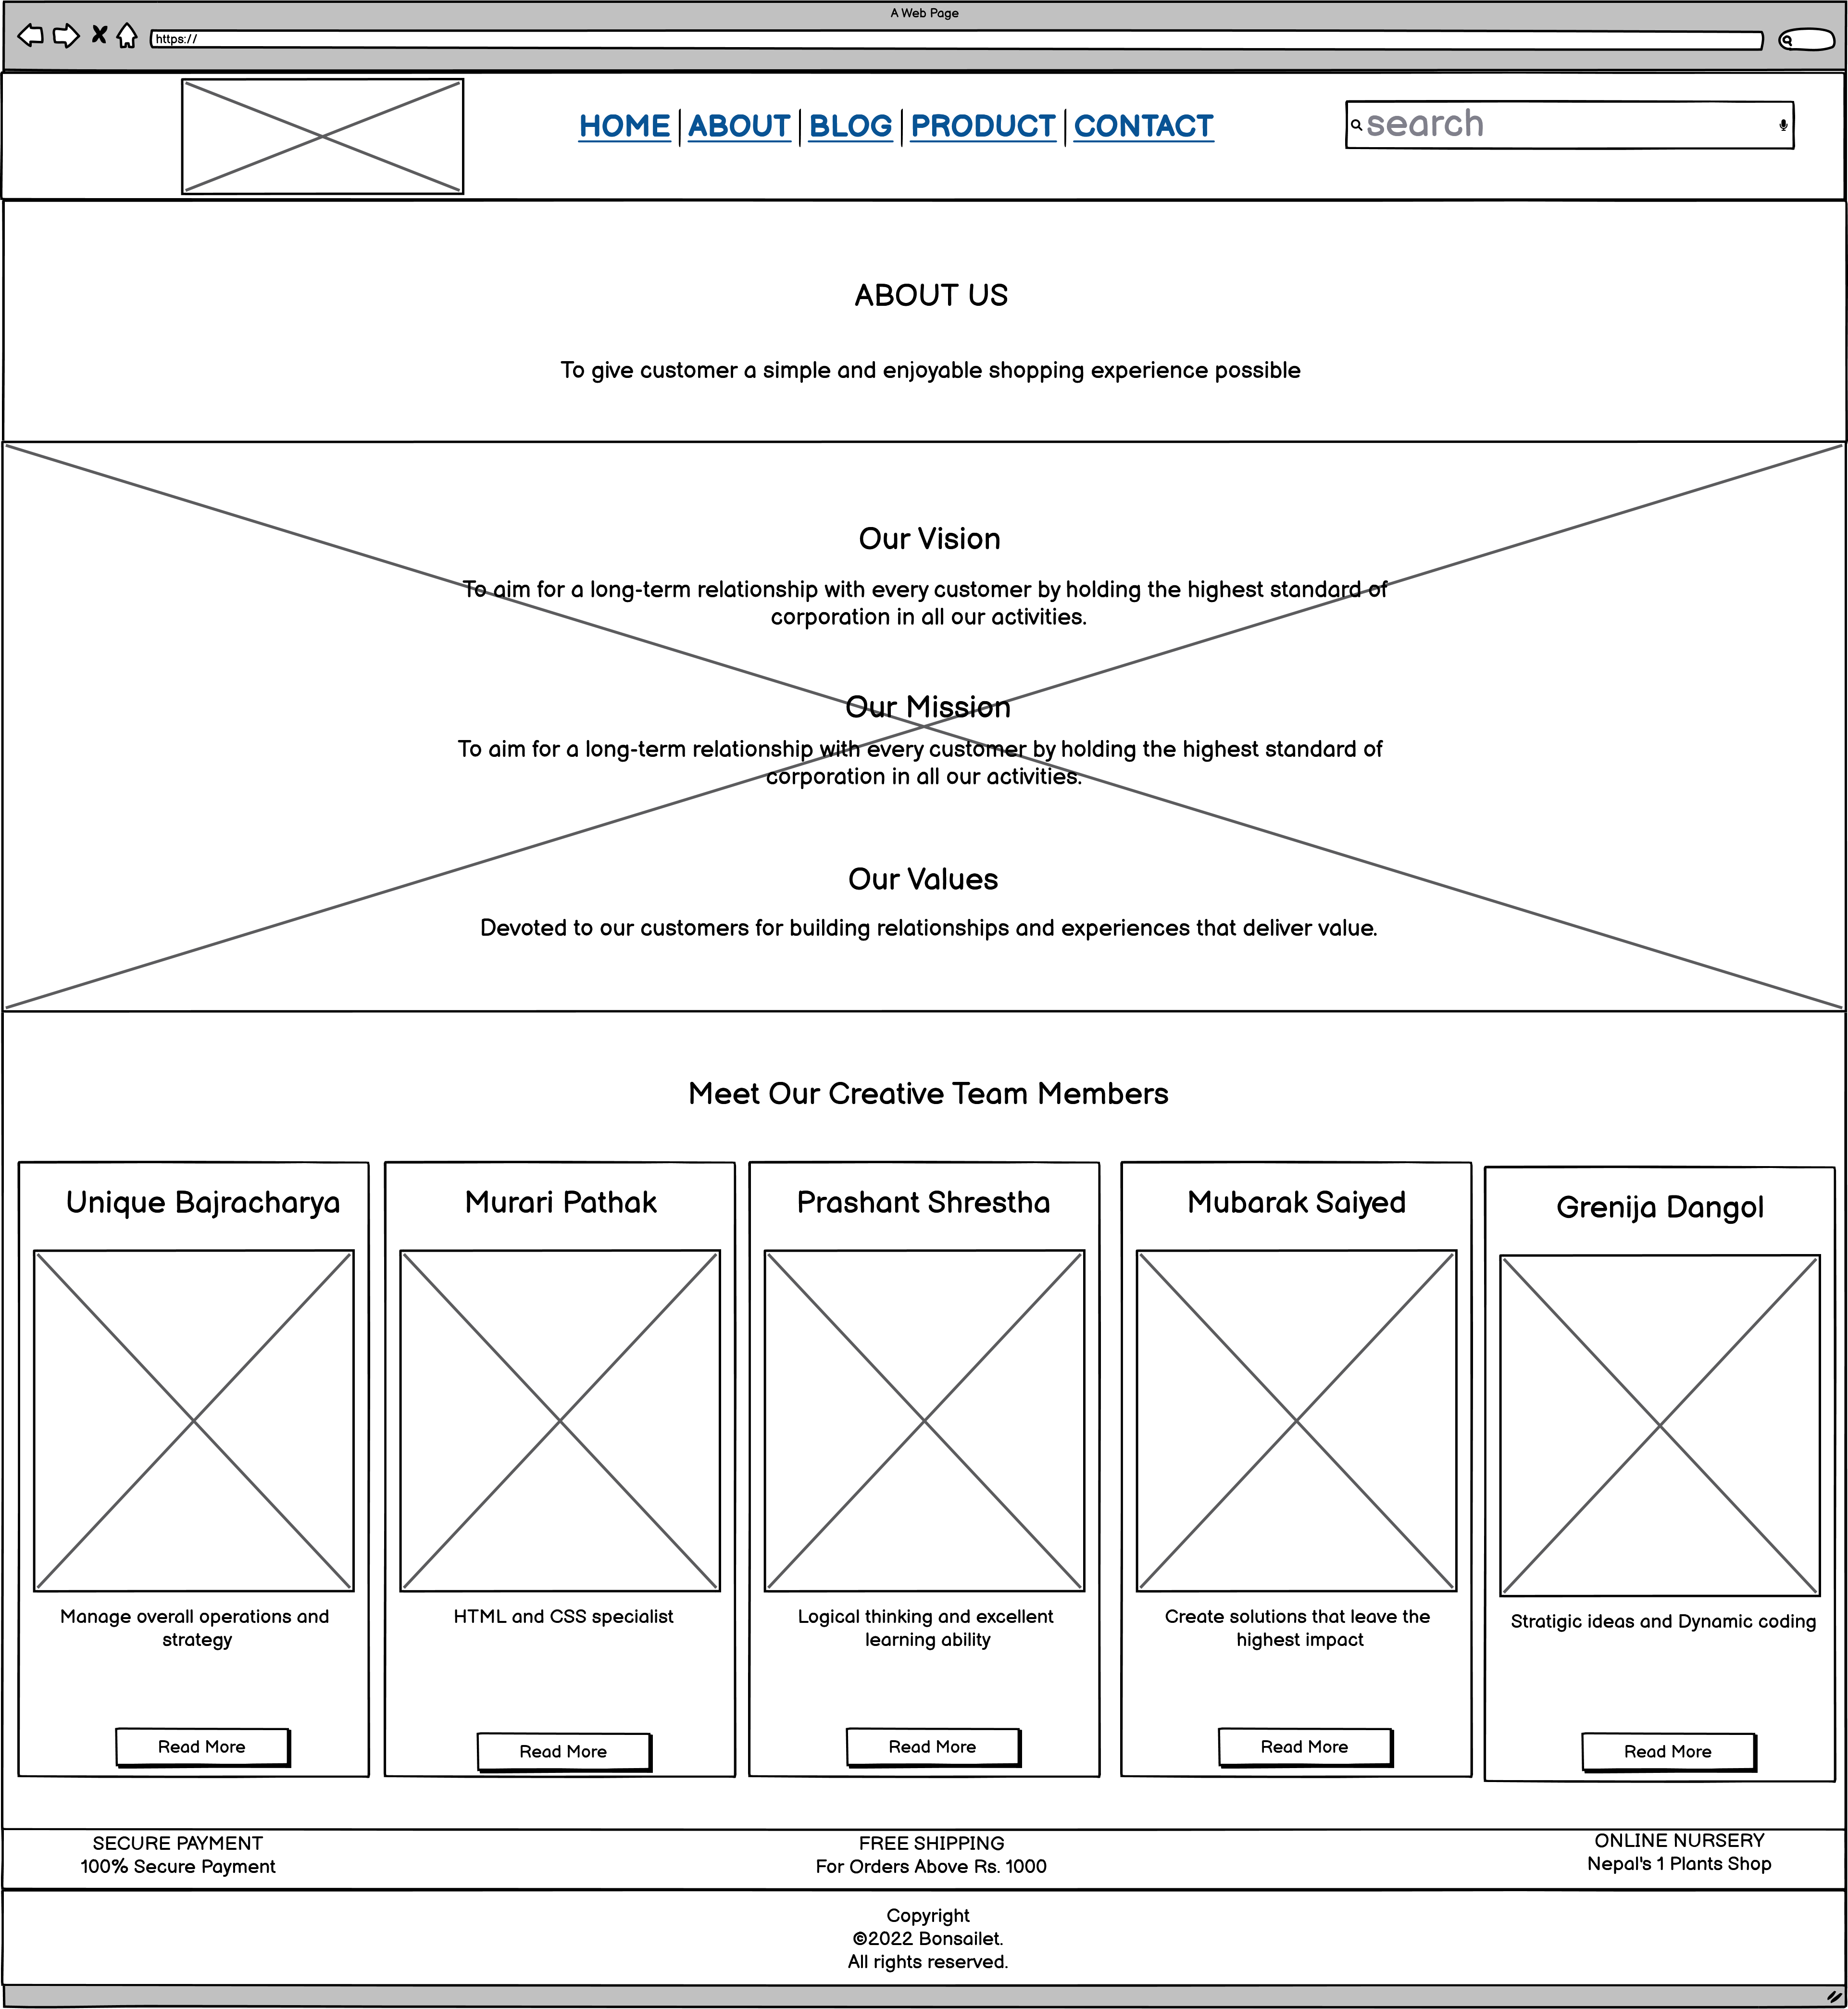 A Web Page
https://
HOME ABOUT BLOG PRODUCT CONTACT
search
ABOUT US
To give customer a simple and enjoyable shopping experience possible
Our Vision
To aim for a long-term relationship with every customer by holding the highest standard of
corporation in all our activities.
Our Mission
To aim for a long-term relationship with every customer by holding the highest standard of
corporation in all our activities.
Our Values
Devoted to our customers for building relationships and experiences that deliver value.
Meet Our Creative Team Members
Unique Bajracharya
Manage overall operations and
strategy
Read More
Murari Pathak
HTML and CSS specialist
Read More
Prashant Shrestha
Logical thinking and excellent
learning ability
Read More
Mubarak Saiyed
Create solutions that leave the
highest impact
Read More
Grenija Dangol
Stratigic ideas and Dynamic coding
Read More
SECURE PAYMENT
100% Secure Payment
FREE SHIPPING
For Orders Above Rs. 1000
ONLINE NURSERY
Nepal's 1 Plants Shop
Copyright
©2022 Bonsailet.
All rights reserved.